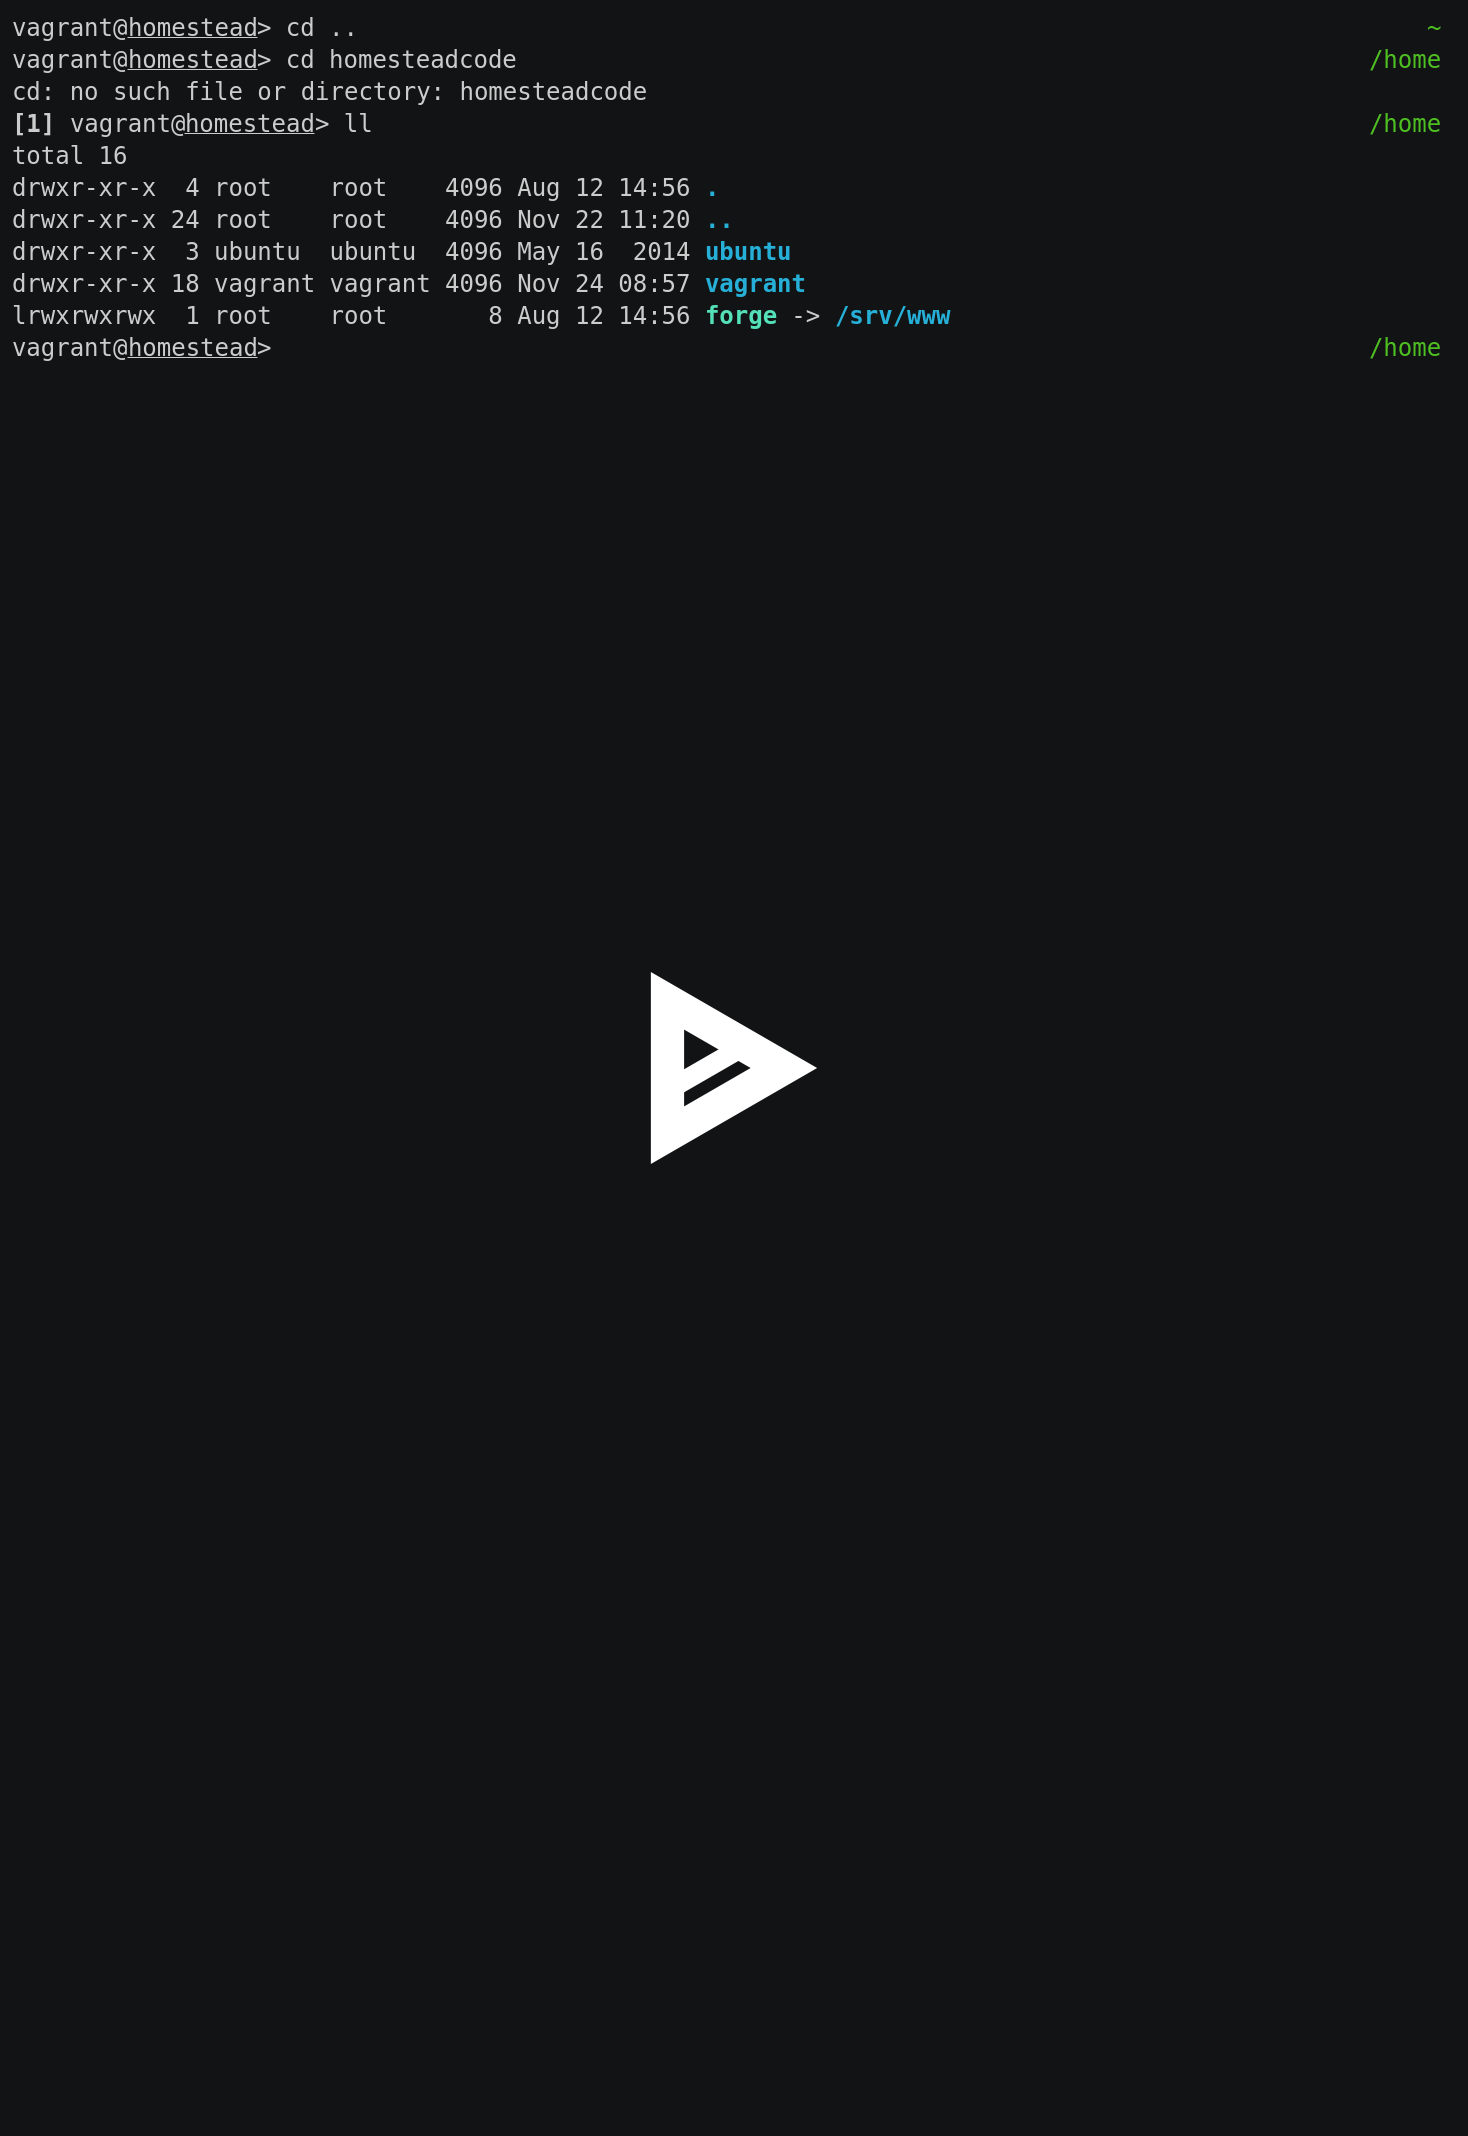 vagrant@homestead> cd .. ~
vagrant@homestead> cd homesteadcode /home
cd: no such file or directory: homesteadcode
[1] vagrant@homestead> ll /home
total 16
drwxr-xr-x  4 root    root    4096 Aug 12 14:56 .
drwxr-xr-x 24 root    root    4096 Nov 22 11:20 ..
drwxr-xr-x  3 ubuntu  ubuntu  4096 May 16  2014 ubuntu
drwxr-xr-x 18 vagrant vagrant 4096 Nov 24 08:57 vagrant
lrwxrwxrwx  1 root    root       8 Aug 12 14:56 forge -> /srv/www
vagrant@homestead> /home